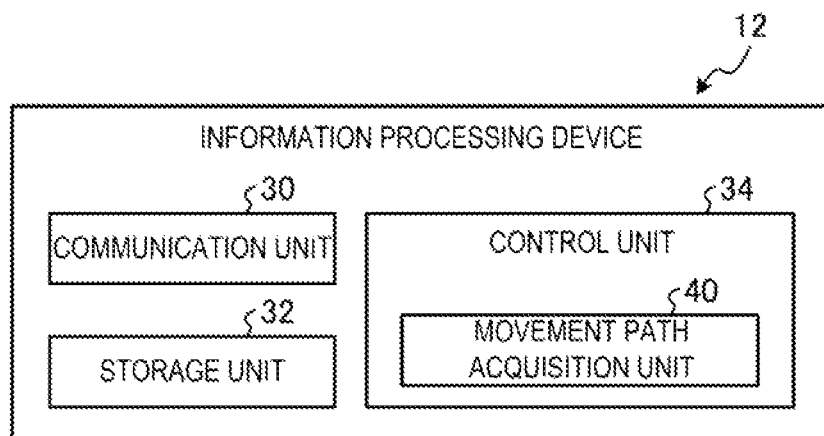 12
INFORMATION PROCESSING DEVICE
30
COMMUNICATION UNIT
32
STORAGE UNIT
34
CONTROL UNIT
40
MOVEMENT PATH
ACQUISITION UNIT